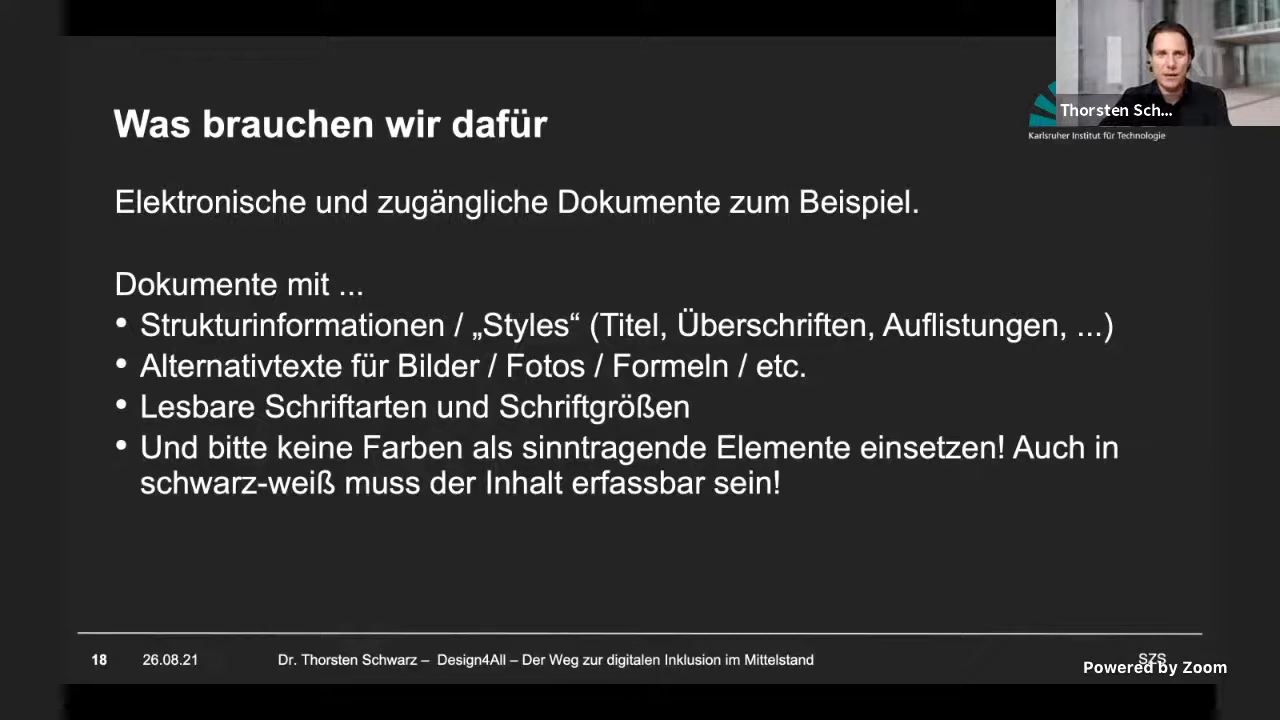 Was brauchen wir dafür
Thorsten Sch...
Karlsruher Institut für Technologie
Elektronische und zugängliche Dokumente zum Beispiel.
Dokumente mit ...
• Strukturinformationen / „Styles“ (Titel, Überschriften, Auflistungen, ...)
• Alternativtexte für Bilder / Fotos / Formeln / etc.
• Lesbare Schriftarten und Schriftgrößen
• Und bitte keine Farben als sinntragende Elemente einsetzen! Auch in
schwarz-weiß muss der Inhalt erfassbar sein!
18 26.08.21 Dr. Thorsten Schwarz – Design4All – Der Weg zur digitalen Inklusion im Mittelstand SZS
Powered by Zoom